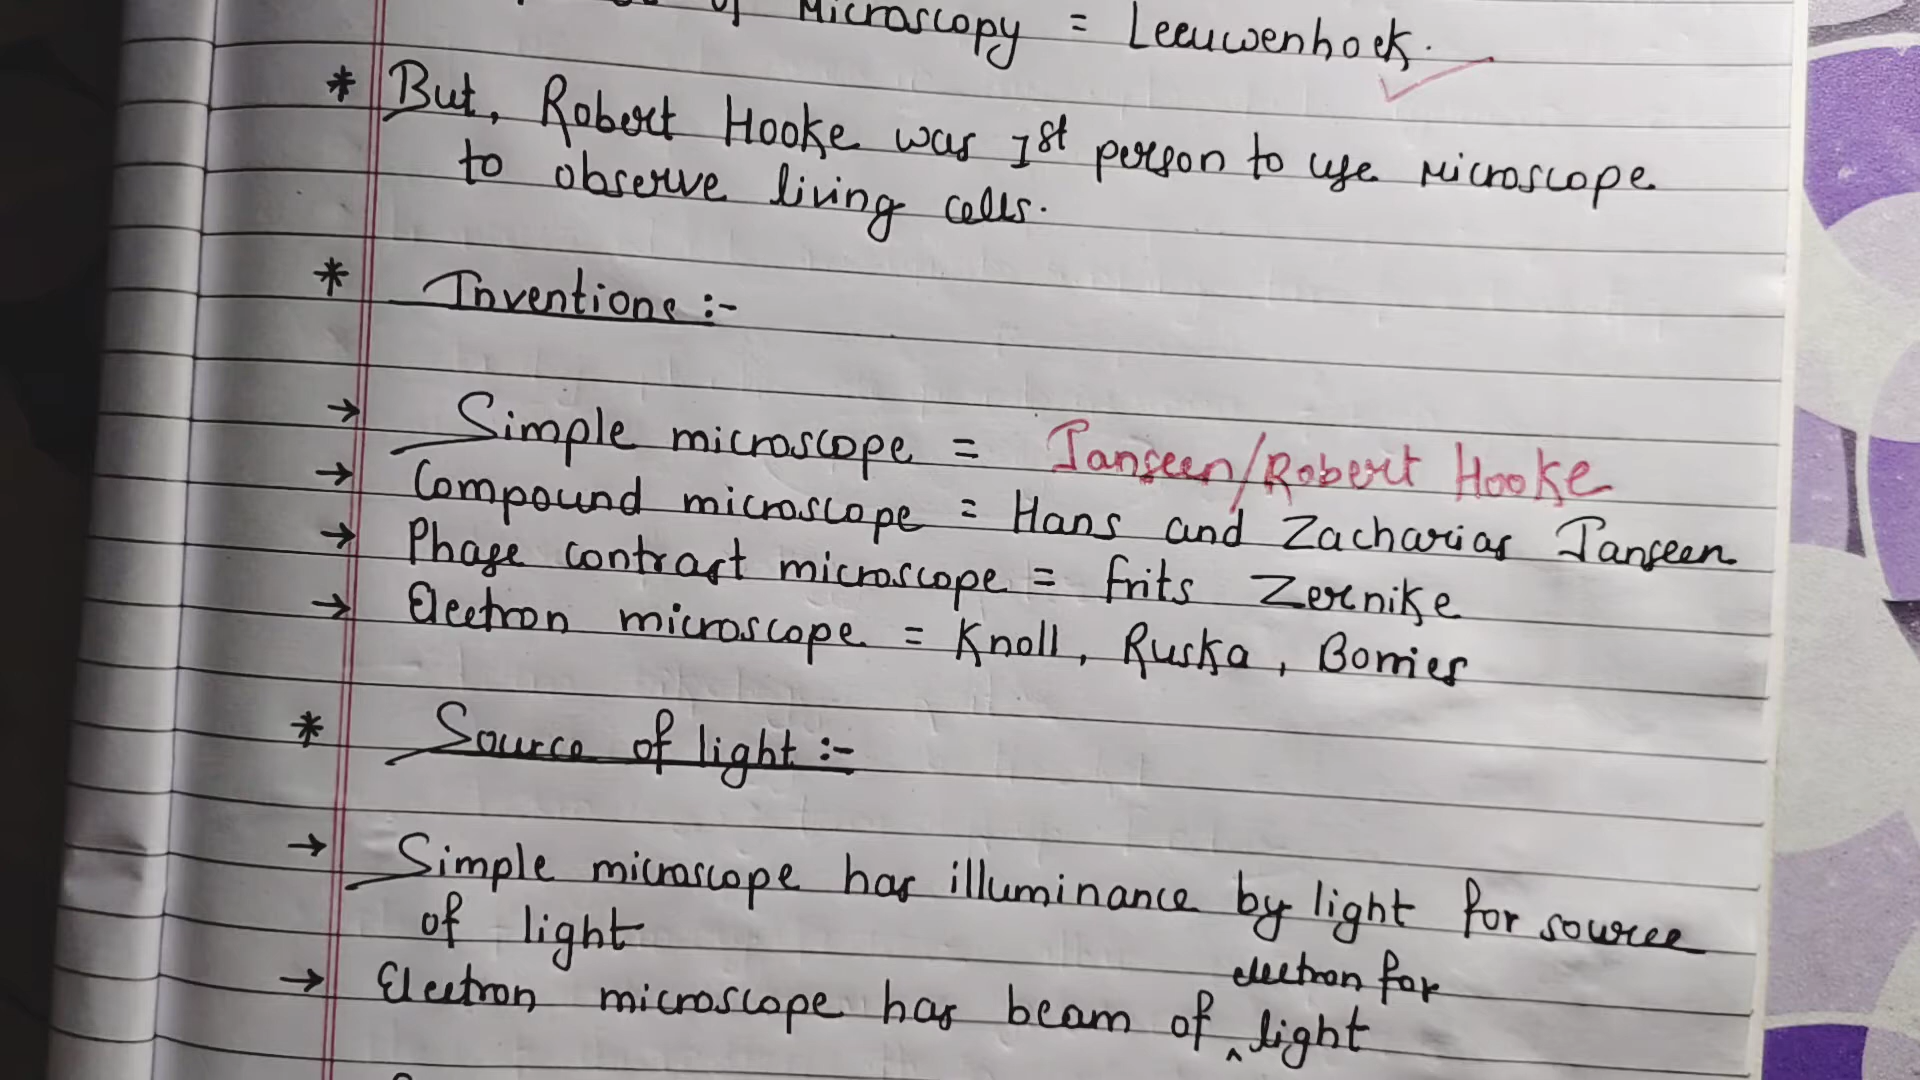 of Microscopy = Leeuwenhoek.
* But, Robert Hooke was 1st person to use Microscope
to observe living cells.
* Inventions :-
→ Simple microscope = Janseen/Robert Hooke
→ Compound microscope = Hans and Zacharias Janseen
→ Phase contrast microscope = Frits Zernike
→ Electron microscope = Knoll, Ruska, Borries
* Source of light :-
→ Simple microscope has illuminance by light for source
of light
electron for
→ Electron microscope has beam of ^ light